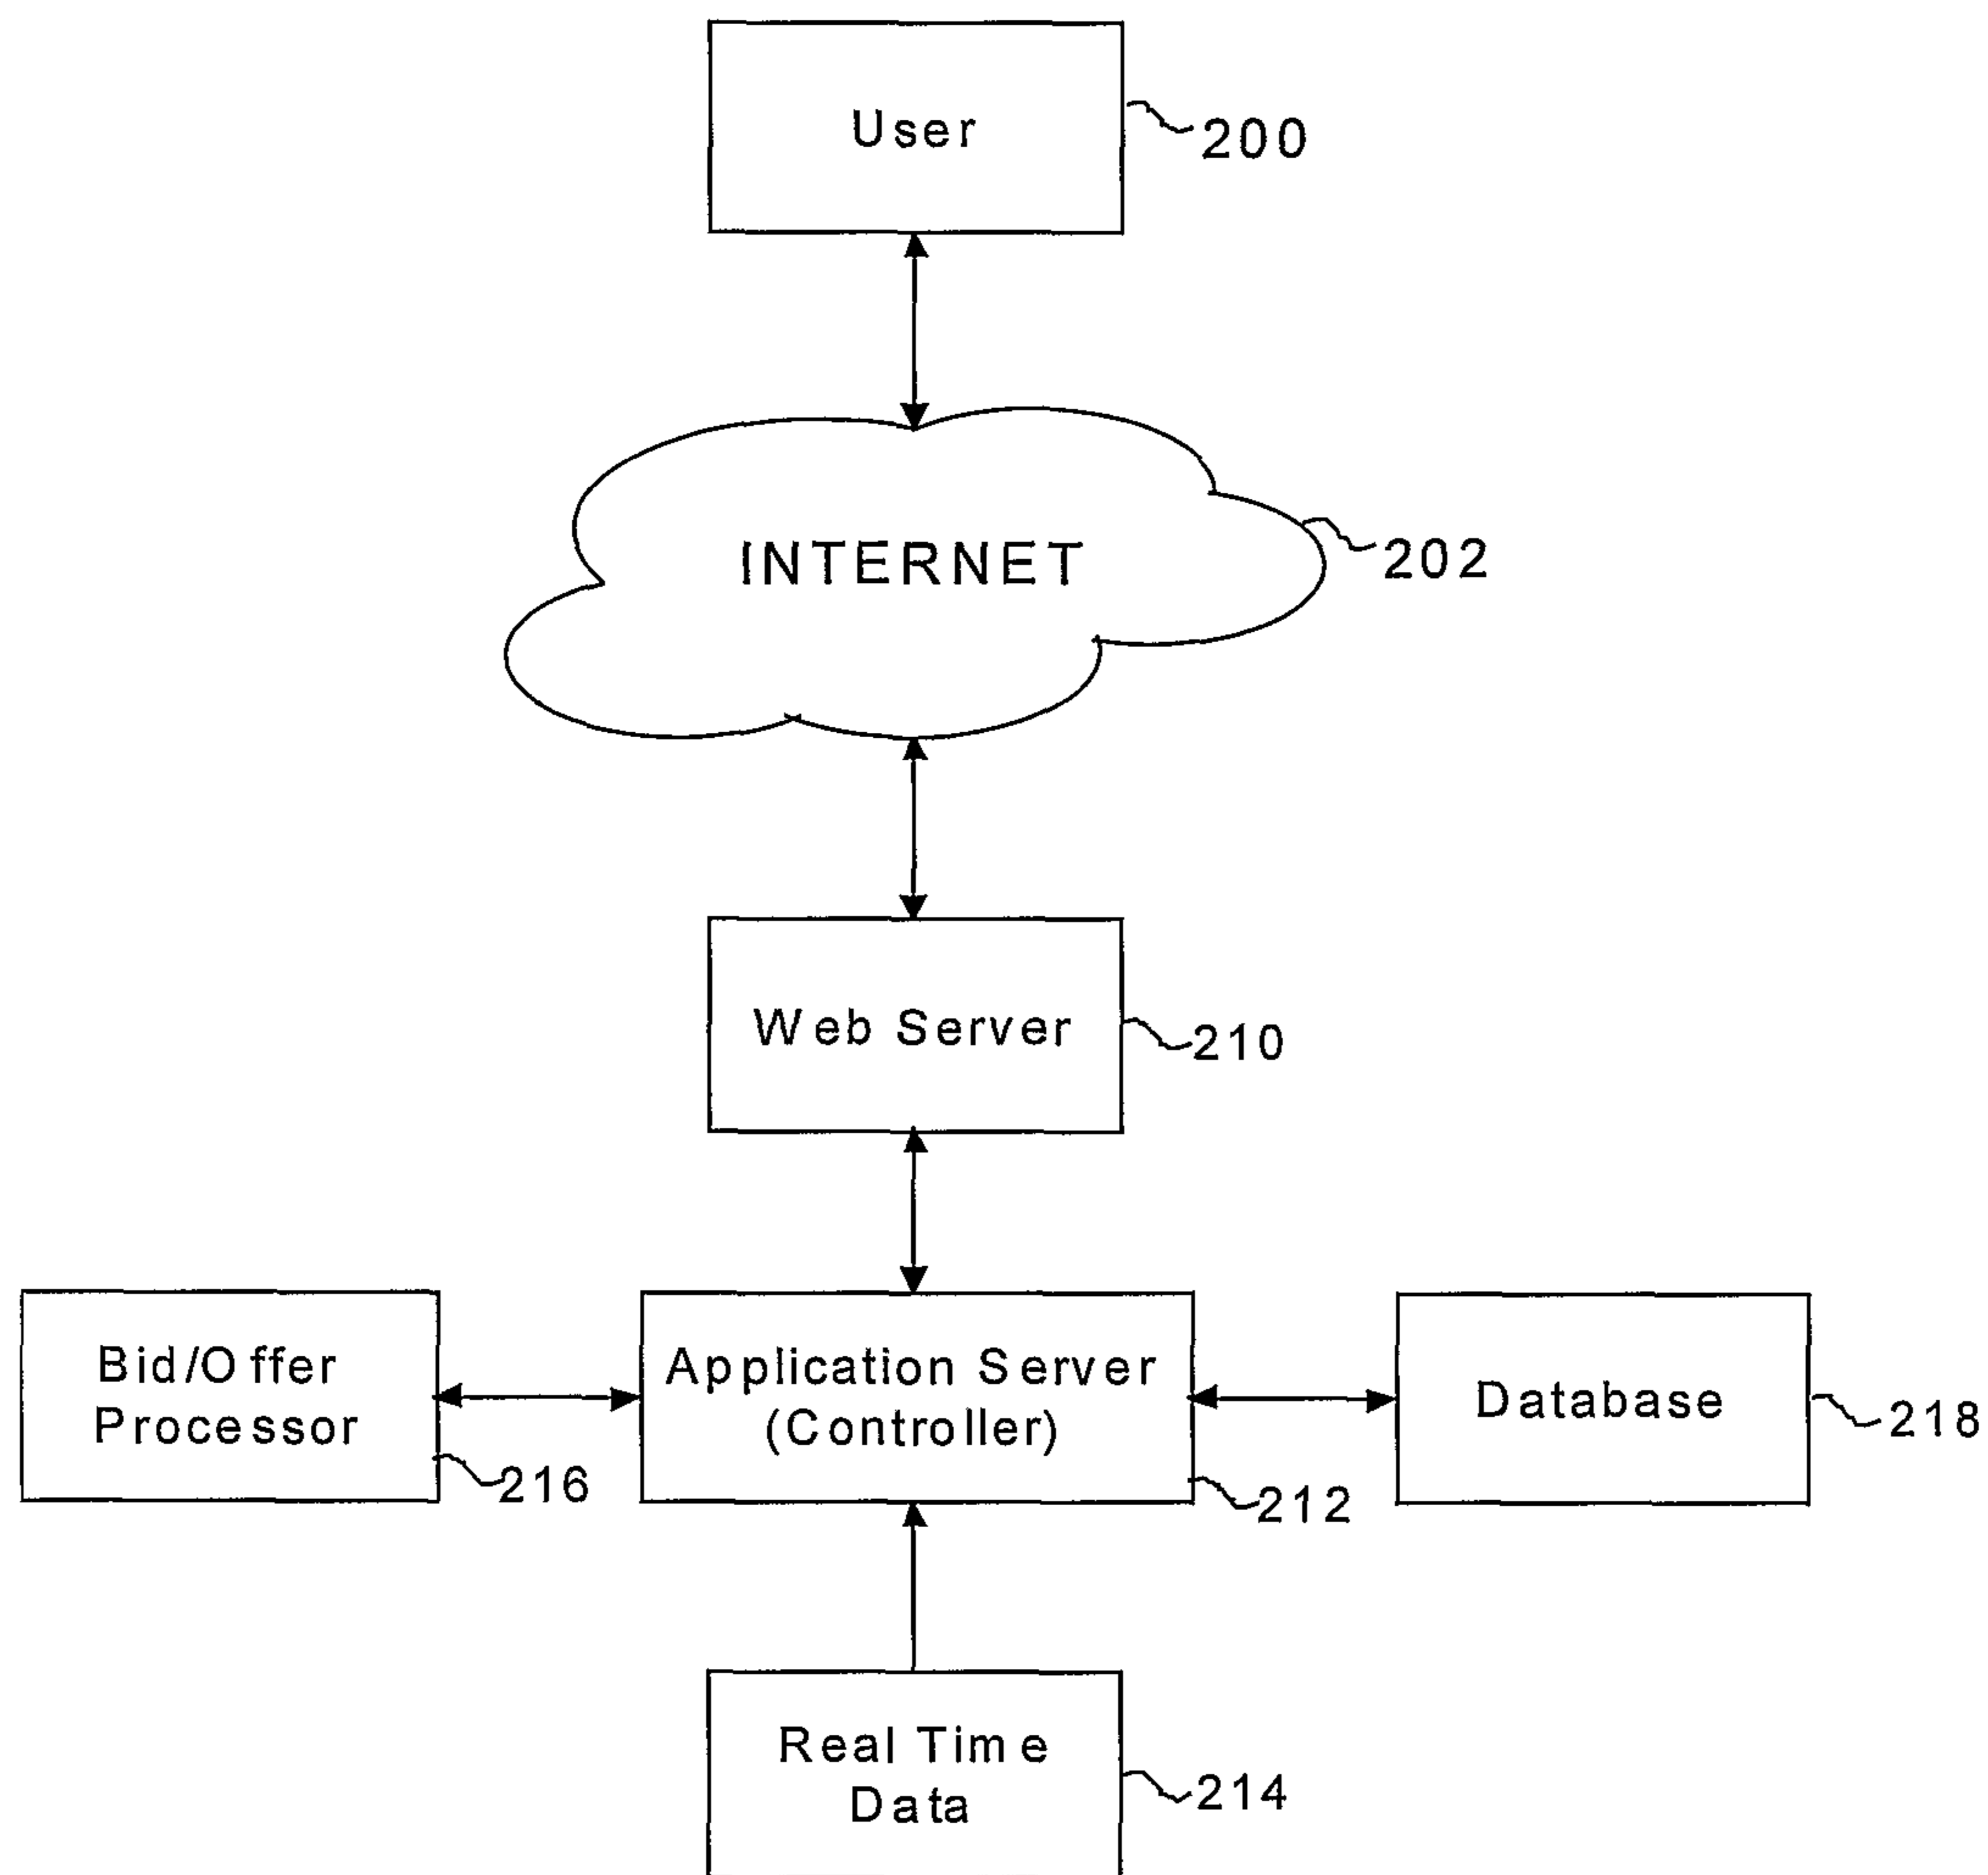 User
200
INTERNET
202
Web Server
210
Bid/Offer
Processor
216
Application Server
(Controller)
212
Database
218
Real Time
Data
214